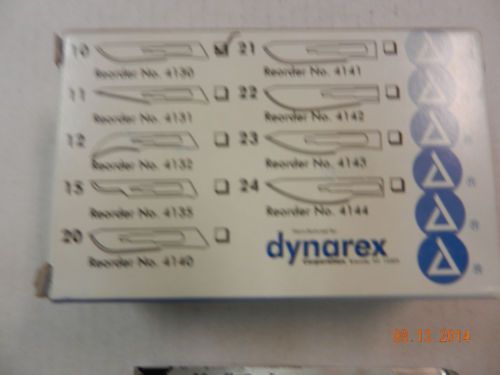 10
Reorder No. 4130
11
Reorder No. 4131
12
Reorder No. 4132
15
Reorder No. 4135
20
Reorder No. 4140
21
Reorder No. 4141
22
Reorder No. 4142
23
Reorder No. 4143
24
Reorder No. 4144
dynarex
Corporation
08.13.2014